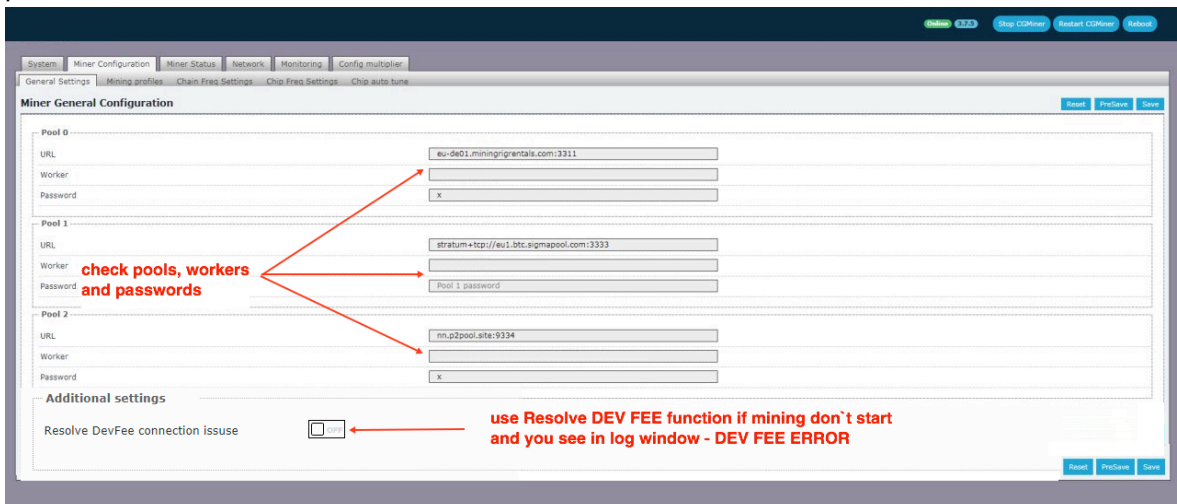 Online 3.7.5 Stop CGMiner Restart CGMiner Reboot
System Miner Configuration Miner Status Network Monitoring Config multiplier
General Settings Mining profiles Chain Freq Settings Chip Freq Settings Chip auto tune
Miner General Configuration Reset PreSave Save
Pool 0
URL eu-de01.miningrigrentals.com:3311
Worker
Password x
Pool 1
URL stratum+tcp://eu1.btc.sigmapool.com:3333
Worker
Password Pool 1 password
check pools, workers
and passwords
Pool 2
URL nn.p2pool.site:9334
Worker
Password x
Additional settings
Resolve DevFee connection issuse OFF
use Resolve DEV FEE function if mining don`t start
and you see in log window - DEV FEE ERROR
Reset PreSave Save